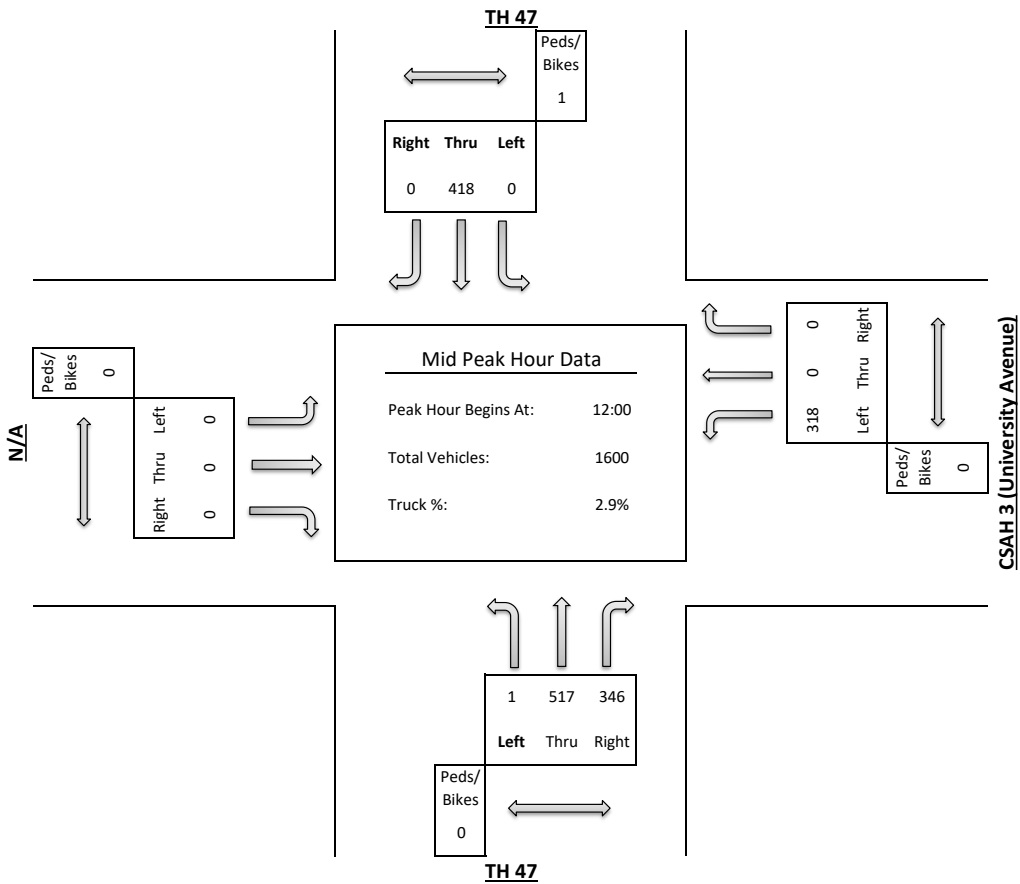 TH 47
Peds/
Bikes
1
Right Thru Left
0 418 0
Peds/
Bikes
0
N/A
Left 0
Thru 0
Right 0
Mid Peak Hour Data
Peak Hour Begins At: 12:00
Total Vehicles: 1600
Truck %: 2.9%
0 Right
0 Thru
318 Left
Peds/
Bikes
0
CSAH 3 (University Avenue)
1 517 346
Left Thru Right
Peds/
Bikes
0
TH 47